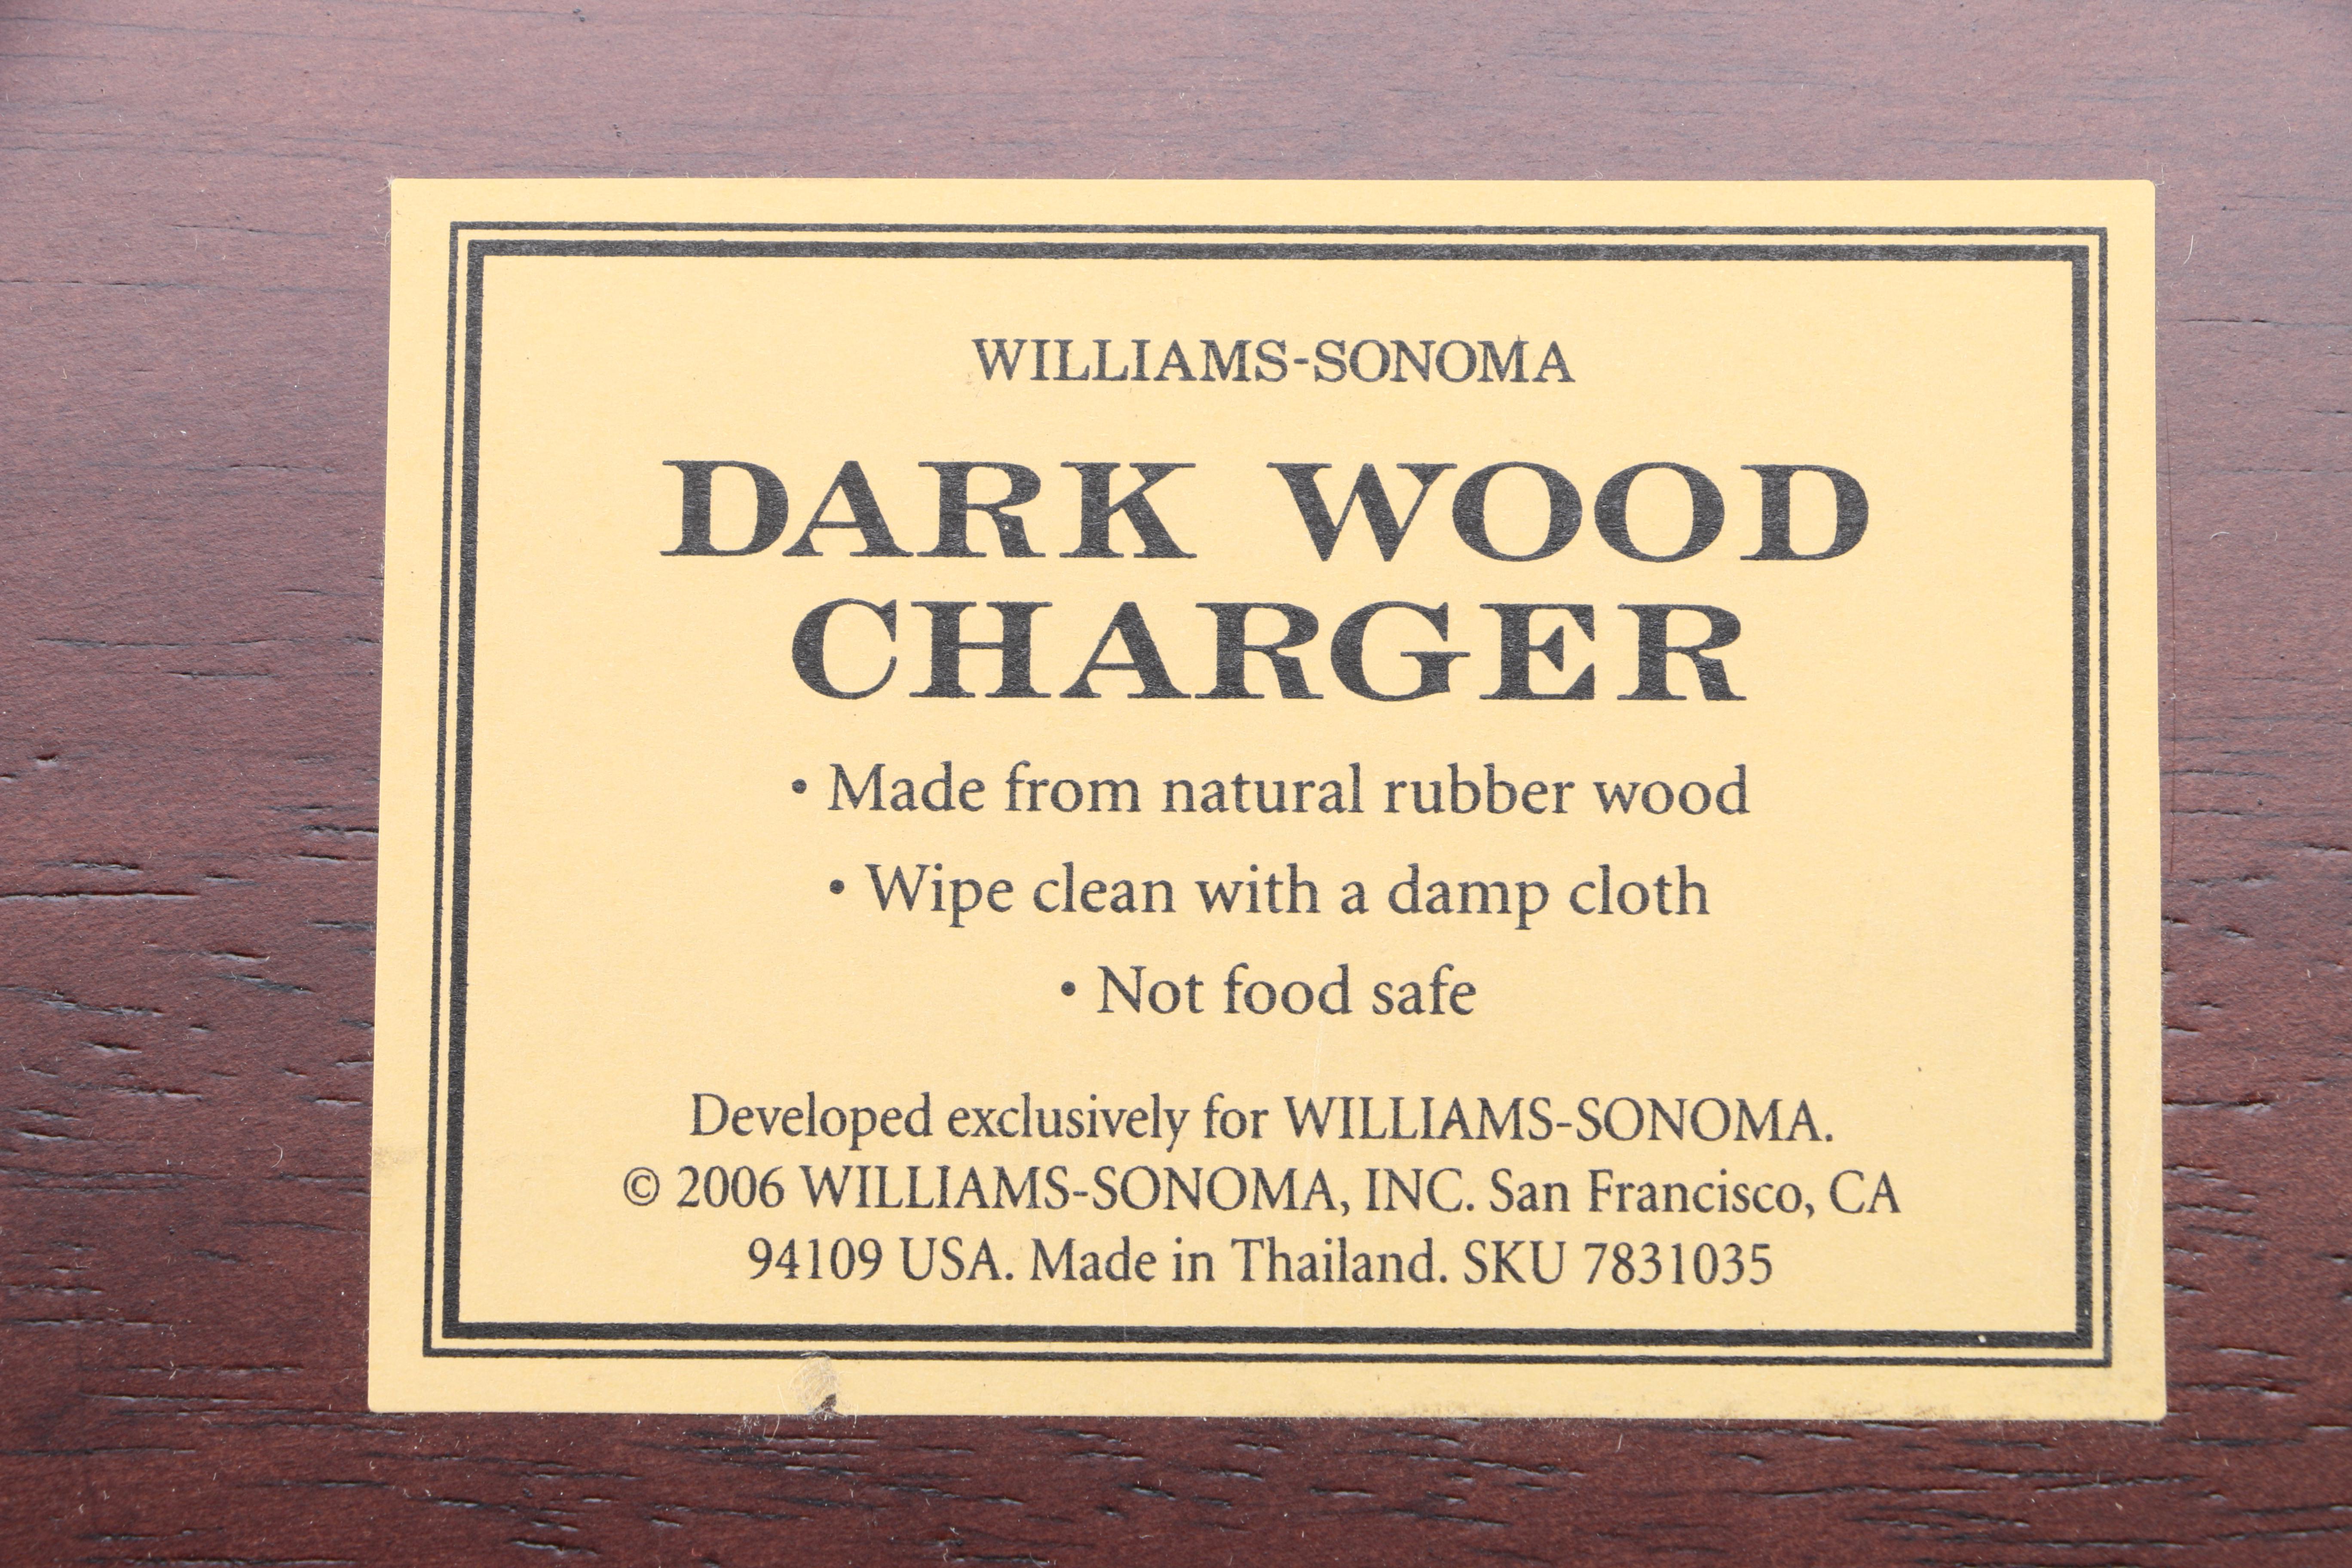 WILLIAMS-SONOMA
DARK WOOD
CHARGER
• Made from natural rubber wood
• Wipe clean with a damp cloth
• Not food safe
Developed exclusively for WILLIAMS-SONOMA.
© 2006 WILLIAMS-SONOMA, INC. San Francisco, CA
94109 USA. Made in Thailand. SKU 7831035